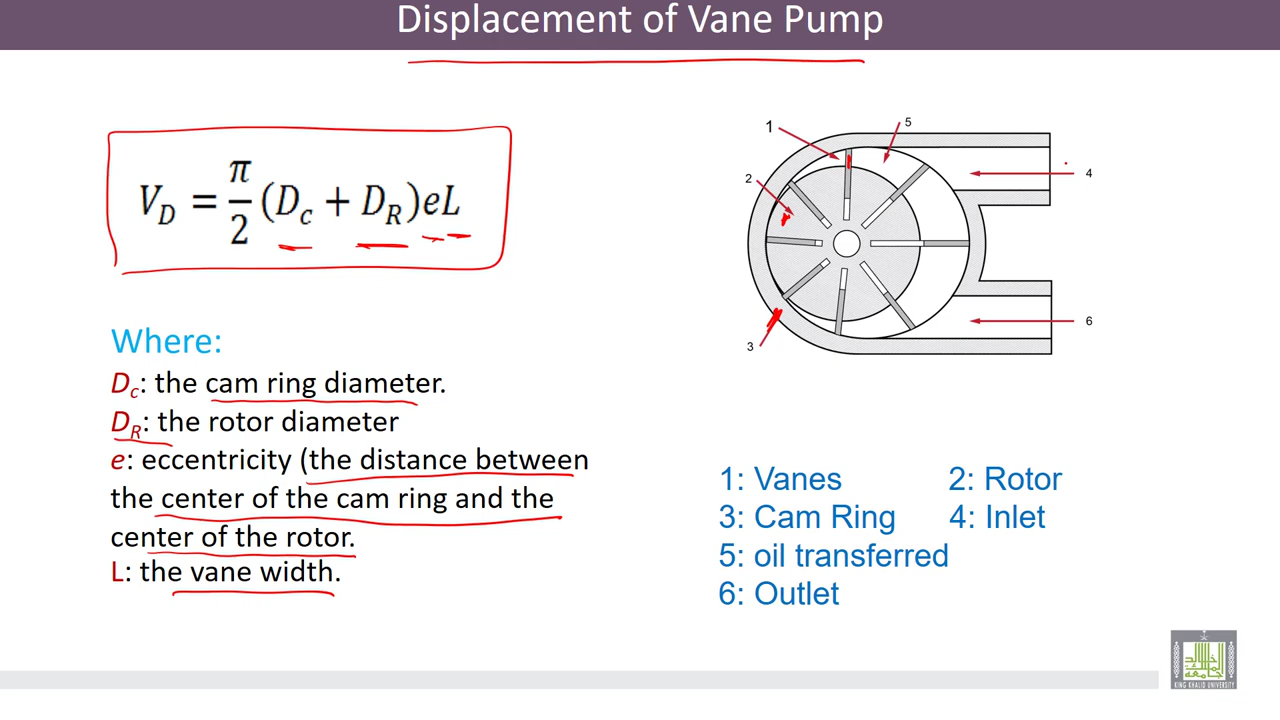 Displacement of Vane Pump
V_D = π/2 (D_c + D_R)eL
1
5
2
4
3
6
Where:
D_c: the cam ring diameter.
D_R: the rotor diameter
e: eccentricity (the distance between
the center of the cam ring and the
center of the rotor.
L: the vane width.
1: Vanes 2: Rotor
3: Cam Ring 4: Inlet
5: oil transferred
6: Outlet
KING KHALID UNIVERSITY